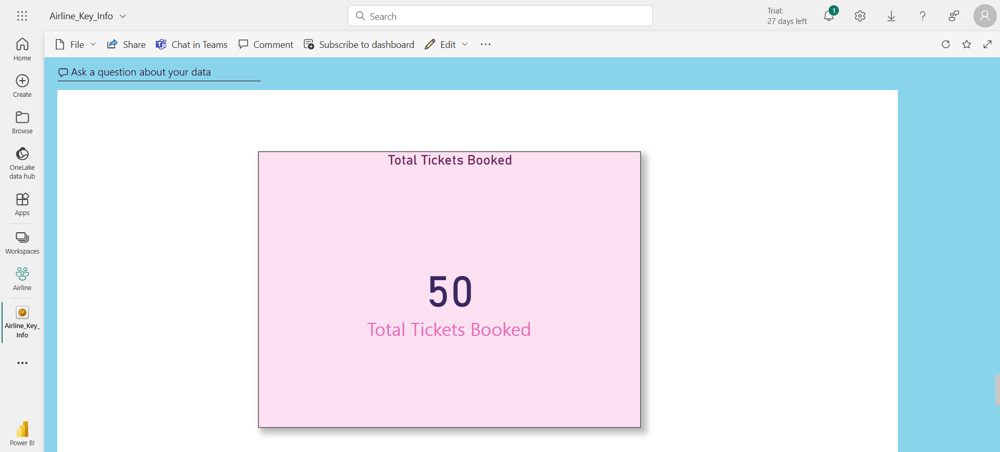 Airline_Key_Info
Search
Trial:
27 days left
1
Home
Create
Browse
OneLake
data hub
Apps
Workspaces
Airline
Airline_Key_
Info
Power BI
File
Share
Chat in Teams
Comment
Subscribe to dashboard
Edit
Ask a question about your data
Total Tickets Booked
50
Total Tickets Booked